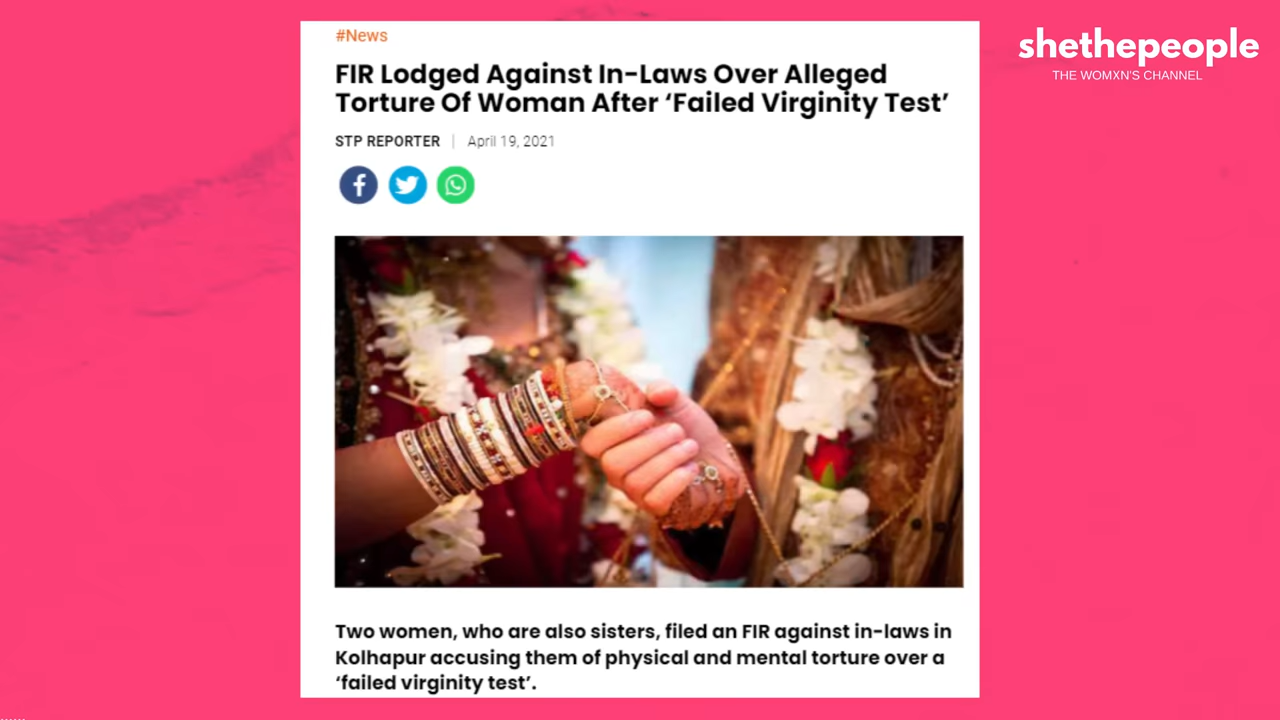 #News
shethepeople
THE WOMXN'S CHANNEL
FIR Lodged Against In-Laws Over Alleged
Torture Of Woman After ‘Failed Virginity Test’
STP REPORTER | April 19, 2021
Two women, who are also sisters, filed an FIR against in-laws in
Kolhapur accusing them of physical and mental torture over a
‘failed virginity test’.